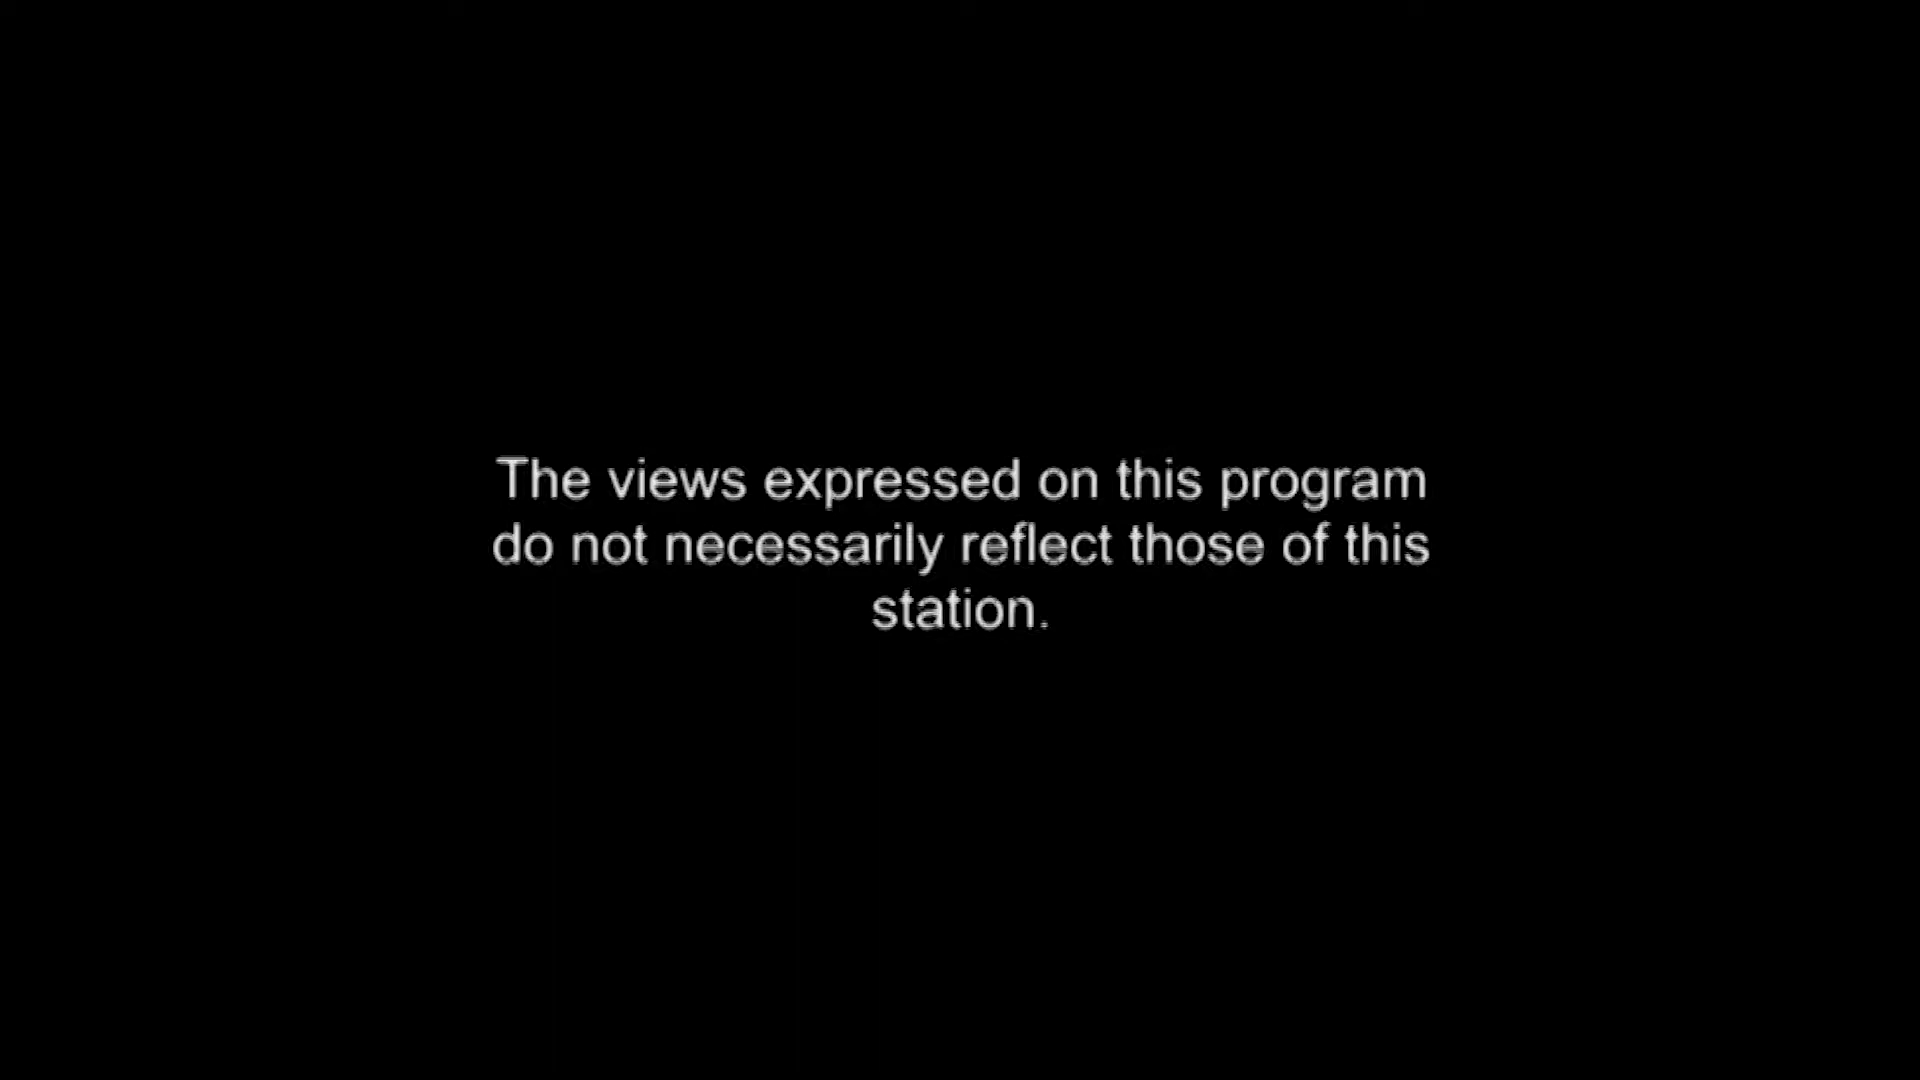 The views expressed on this program
do not necessarily reflect those of this
station.